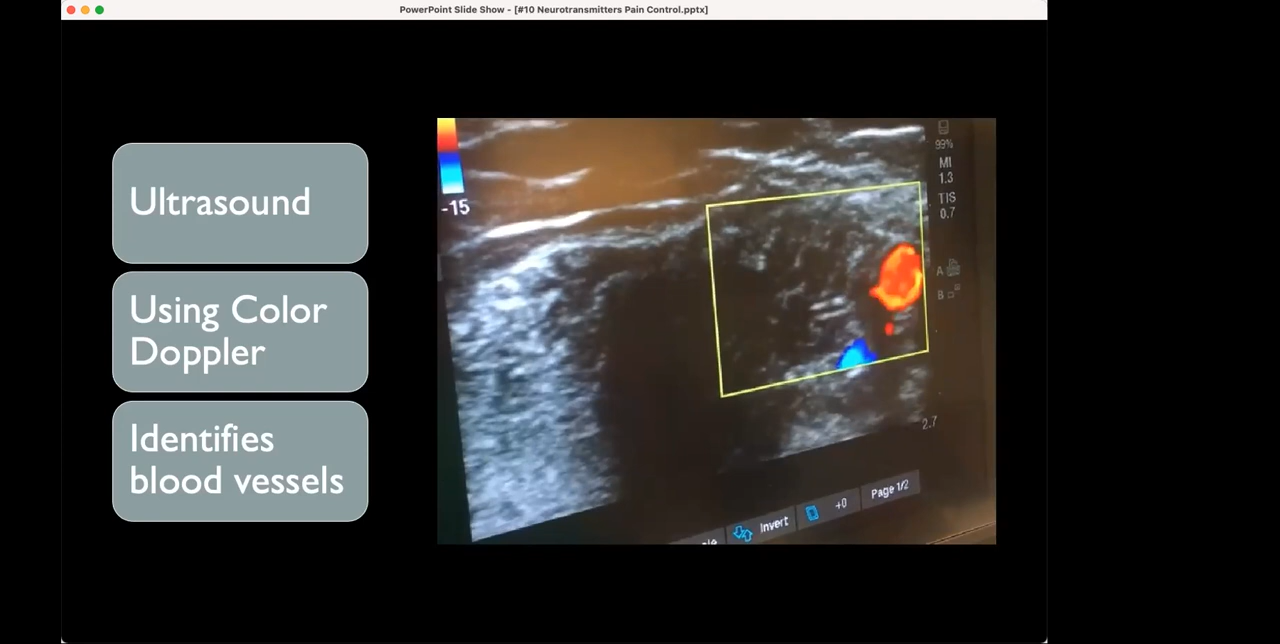 PowerPoint Slide Show - [#10 Neurotransmitters Pain Control.pptx]
Ultrasound
Using Color
Doppler
Identifies
blood vessels
-15
99%
MI
1.3
TIS
0.7
A
B
2.7
Invert
+0
Page 1/2